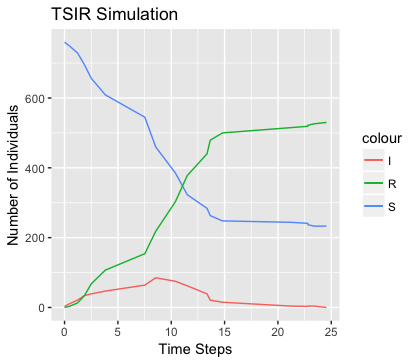 TSIR Simulation
Number of Individuals
600
400
200
0
0 5 10 15 20 25
Time Steps
colour
I
R
S